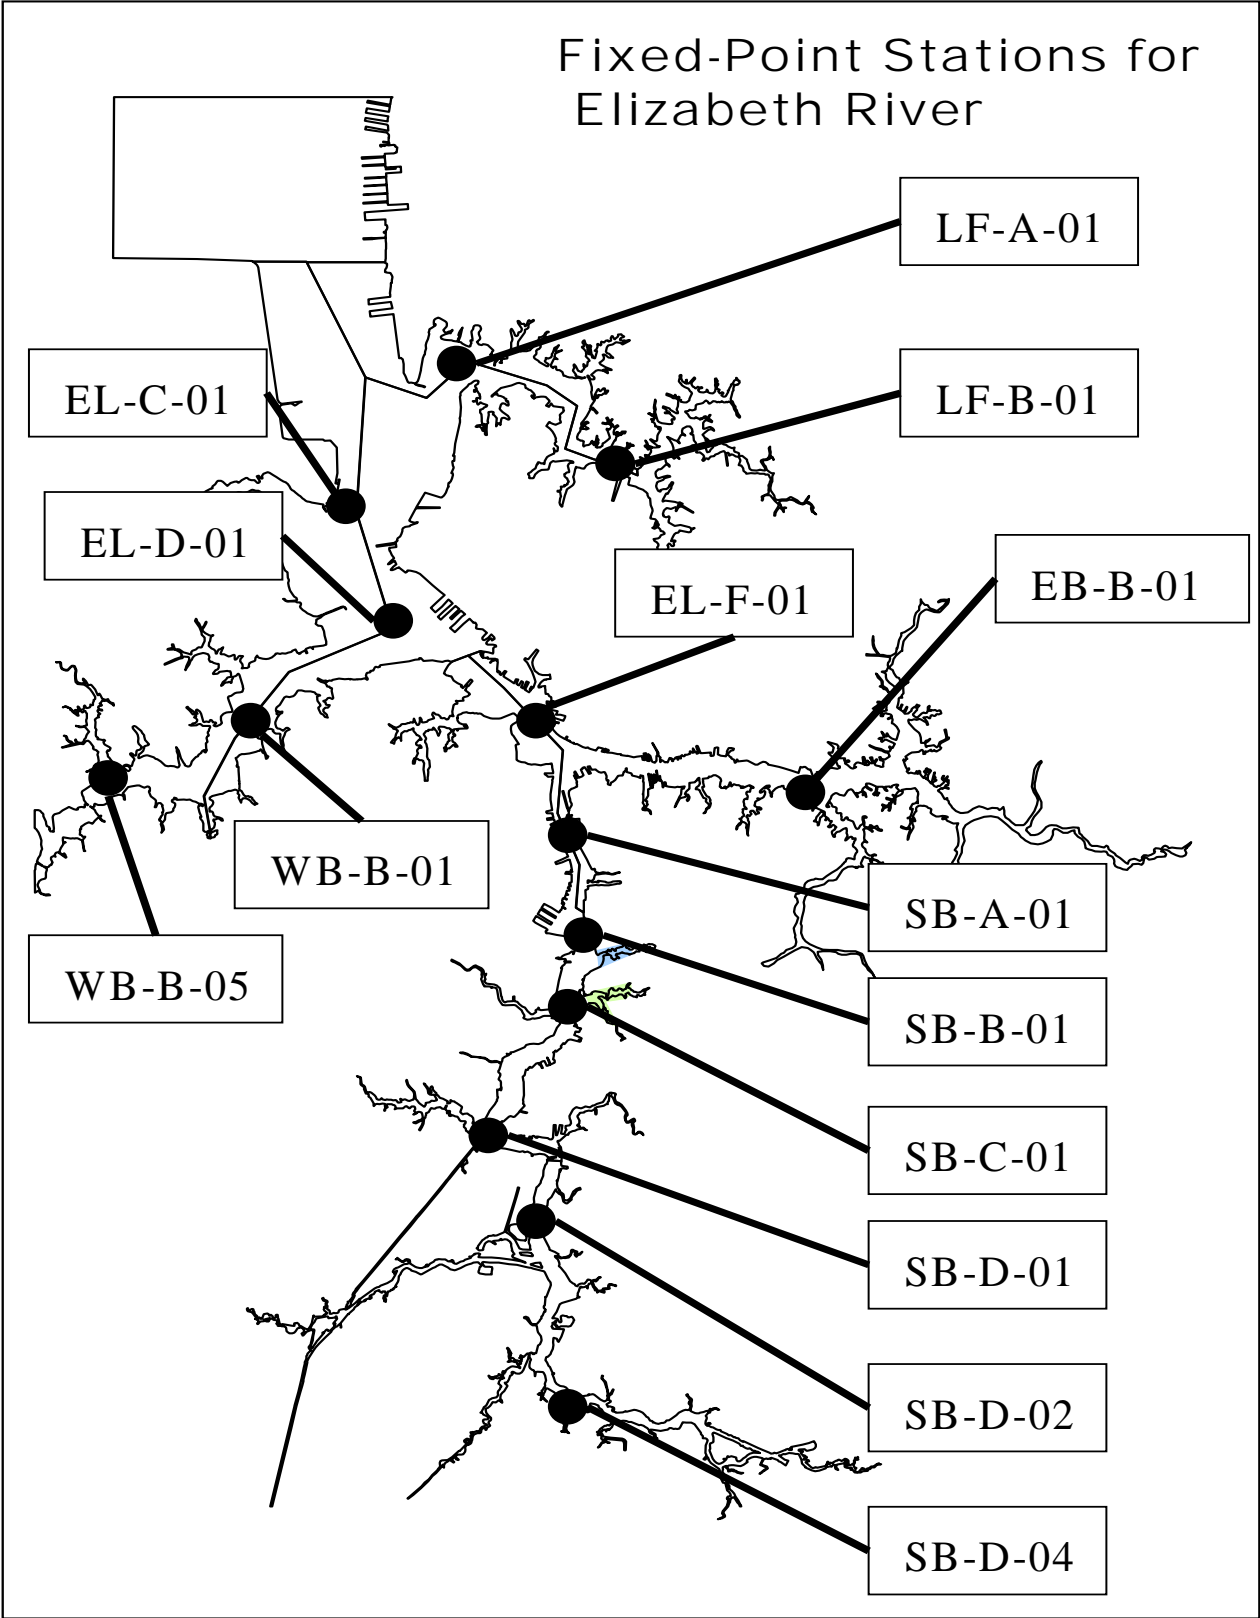 Fixed-Point Stations for
Elizabeth River
LF-A-01
EL-C-01
LF-B-01
EL-D-01
EL-F-01
EB-B-01
WB-B-01
SB-A-01
WB-B-05
SB-B-01
SB-C-01
SB-D-01
SB-D-02
SB-D-04